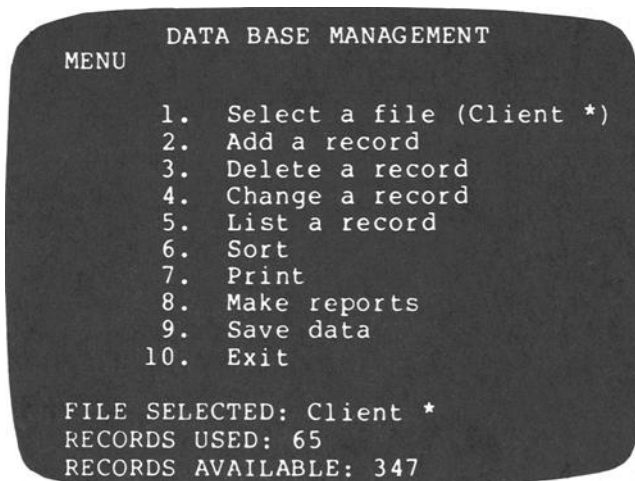 DATA BASE MANAGEMENT
MENU
1. Select a file (Client *)
2. Add a record
3. Delete a record
4. Change a record
5. List a record
6. Sort
7. Print
8. Make reports
9. Save data
10. Exit
FILE SELECTED: Client *
RECORDS USED: 65
RECORDS AVAILABLE: 347